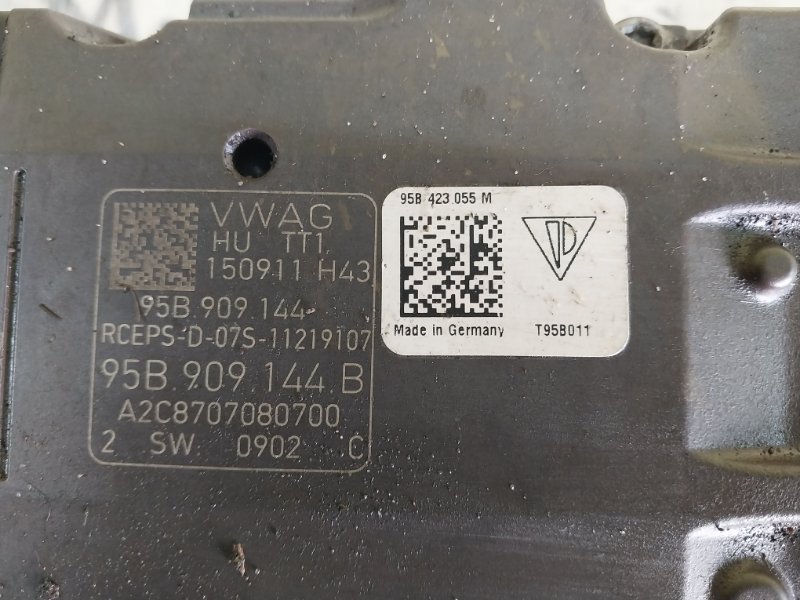 VWAG
HU TT1
150911 H43
95B.909.144
RCEPS-D-07S-11219107
95B.909.144 B
A2C8707080700
2 SW: 0902 C
95B 423 055 M
Made in Germany T95B011